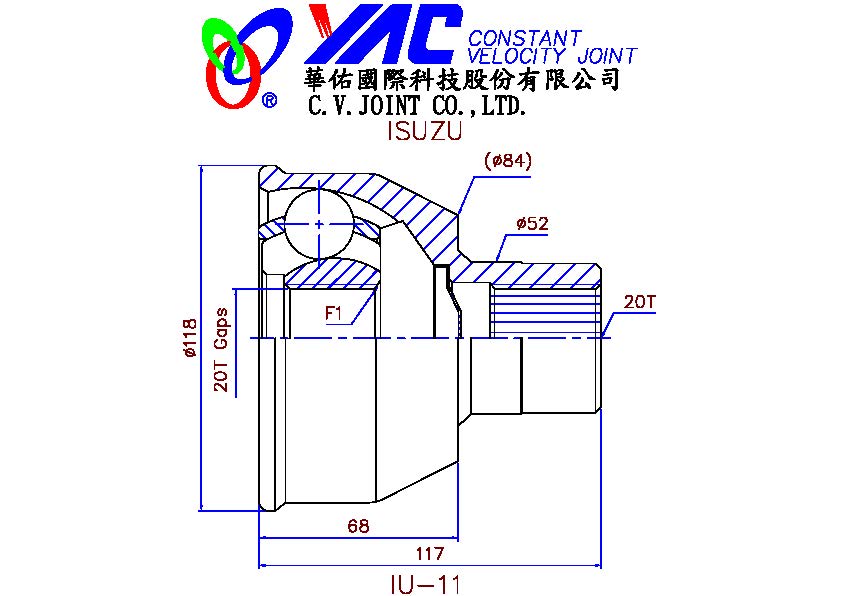 YAC CONSTANT
VELOCITY JOINT
®
華佑國際科技股份有限公司
C.V.JOINT CO.,LTD.
ISUZU
(ø84)
ø52
20T
F1
ø118
20T Gaps
68
117
IU-11